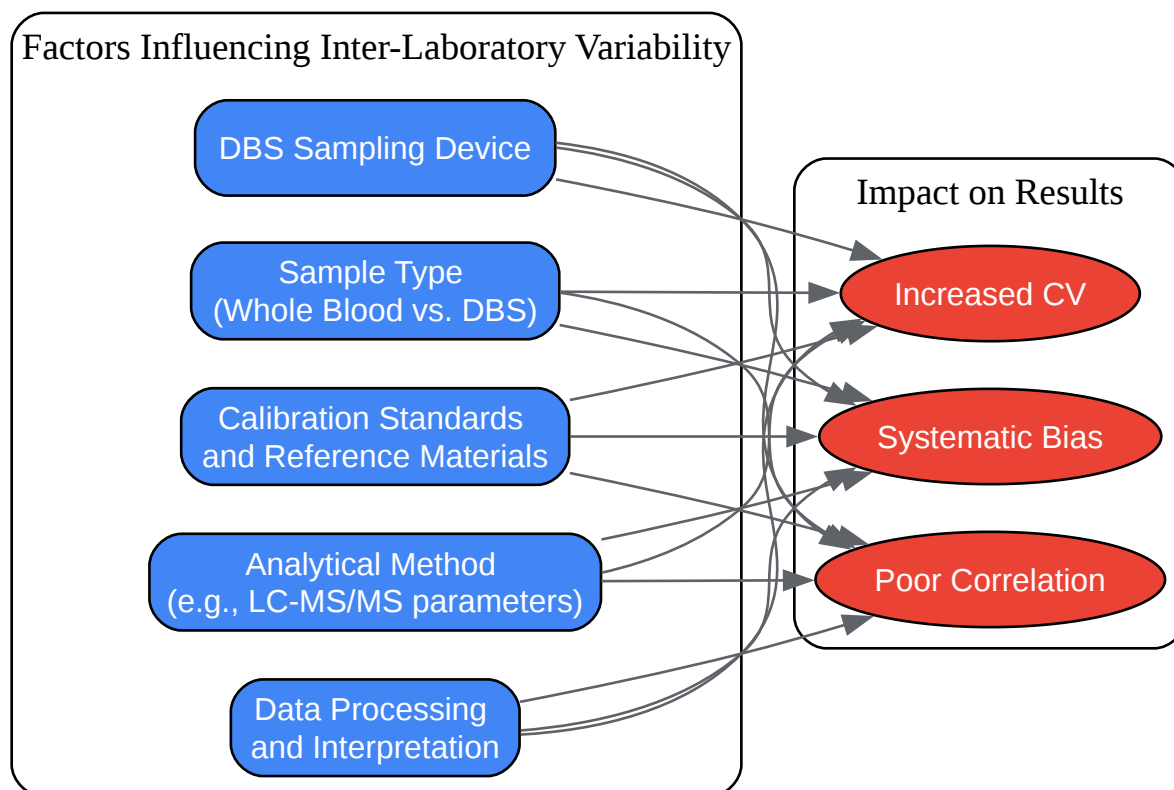 Factors Influencing Inter-Laboratory Variability
DBS Sampling Device
Sample Type
(Whole Blood vs. DBS)
Calibration Standards
and Reference Materials
Analytical Method
(e.g., LC-MS/MS parameters)
Data Processing
and Interpretation
Impact on Results
Increased CV
Systematic Bias
Poor Correlation